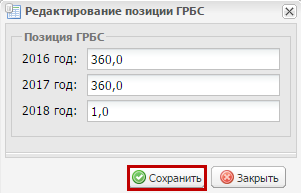 Редактирование позиции ГРБС
Позиция ГРБС
2016 год: 360,0
2017 год: 360,0
2018 год: 1,0
Сохранить Закрыть